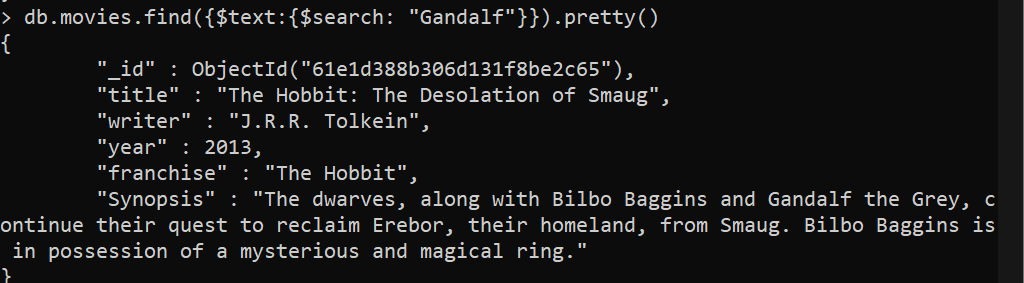 > db.movies.find({$text:{$search: "Gandalf"}}).pretty()
{
        "_id" : ObjectId("61e1d388b306d131f8be2c65"),
        "title" : "The Hobbit: The Desolation of Smaug",
        "writer" : "J.R.R. Tolkein",
        "year" : 2013,
        "franchise" : "The Hobbit",
        "Synopsis" : "The dwarves, along with Bilbo Baggins and Gandalf the Grey, c
ontinue their quest to reclaim Erebor, their homeland, from Smaug. Bilbo Baggins is
 in possession of a mysterious and magical ring."
}